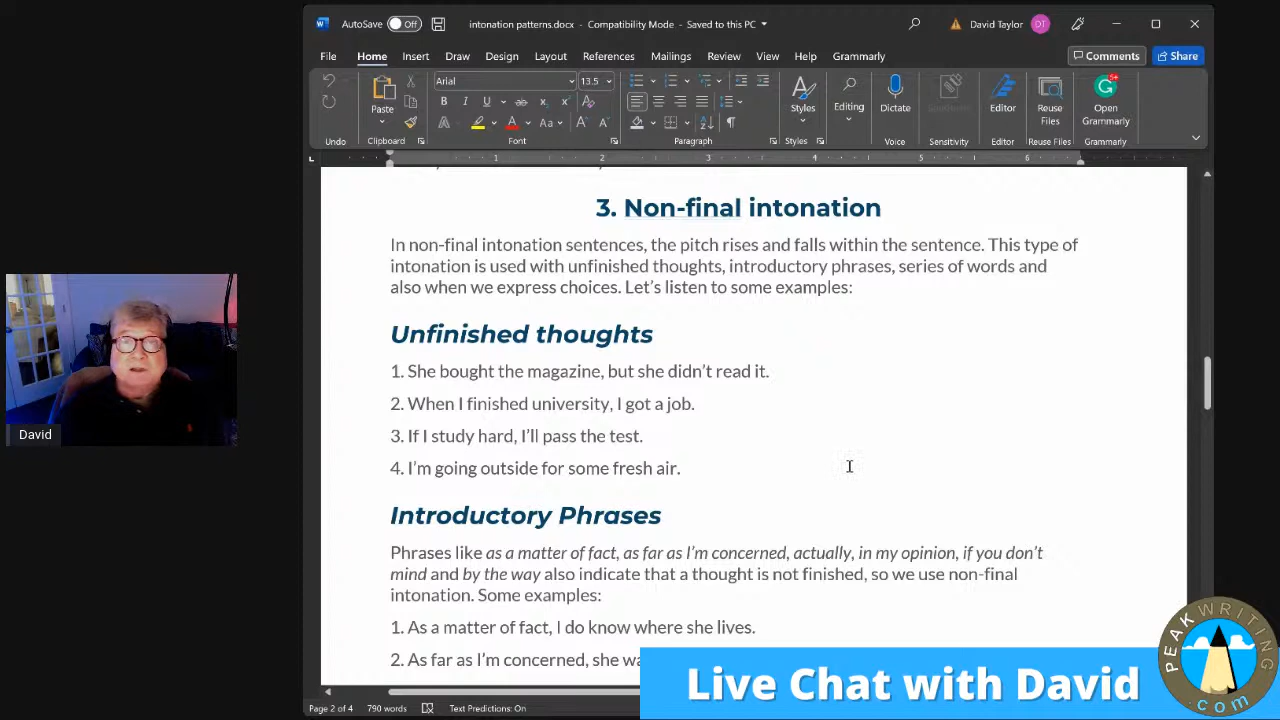 AutoSave Off intonation patterns.docx - Compatibility Mode - Saved to this PC David Taylor DT
File Home Insert Draw Design Layout References Mailings Review View Help Grammarly Comments Share
Arial 13.5
Paste Styles Editing Dictate Editor Reuse Files Open Grammarly
Undo Clipboard Font Paragraph Styles Voice Sensitivity Editor Reuse Files Grammarly
1 2 3 4 5 6
3. Non-final intonation
In non-final intonation sentences, the pitch rises and falls within the sentence. This type of
intonation is used with unfinished thoughts, introductory phrases, series of words and
also when we express choices. Let's listen to some examples:
Unfinished thoughts
1. She bought the magazine, but she didn't read it.
2. When I finished university, I got a job.
3. If I study hard, I'll pass the test.
4. I'm going outside for some fresh air.
David
Introductory Phrases
Phrases like as a matter of fact, as far as I'm concerned, actually, in my opinion, if you don't
mind and by the way also indicate that a thought is not finished, so we use non-final
intonation. Some examples:
1. As a matter of fact, I do know where she lives.
2. As far as I'm concerned, she
Live Chat with David
PEAKWRITING
.com
Page 2 of 4 790 words Text Predictions: On